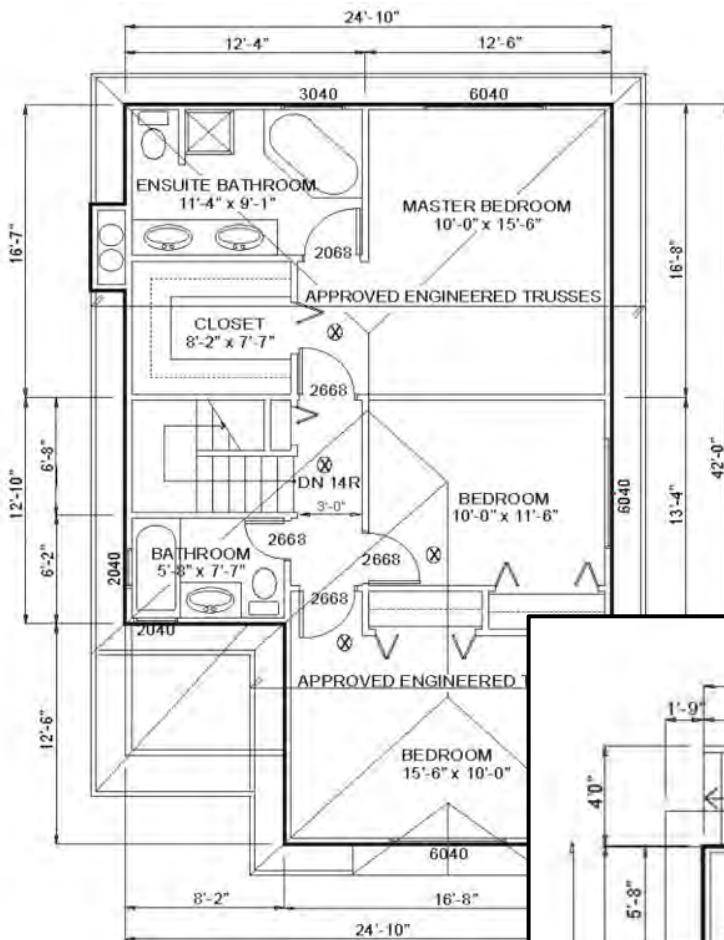 24'-10"
12'-4"
12'-6"
3040
6040
ENSUITE BATHROOM
11'-4" x 9'-1"
MASTER BEDROOM
10'-0" x 15'-6"
16'-7"
2068
16'-8"
APPROVED ENGINEERED TRUSSES
CLOSET
8'-2" x 7'-7"
2668
6'-8"
12'-10"
DN 14R
3'-0"
BEDROOM
10'-0" x 11'-6"
6040
13'-4"
42'-0"
2668
BATHROOM
5'-8" x 7'-7"
2668
6'-2"
2040
2668
2040
APPROVED ENGINEERED T
12'-6"
BEDROOM
15'-6" x 10'-0"
1'-9"
4'0"
6040
5'-8"
8'-2"
16'-8"
24'-10"